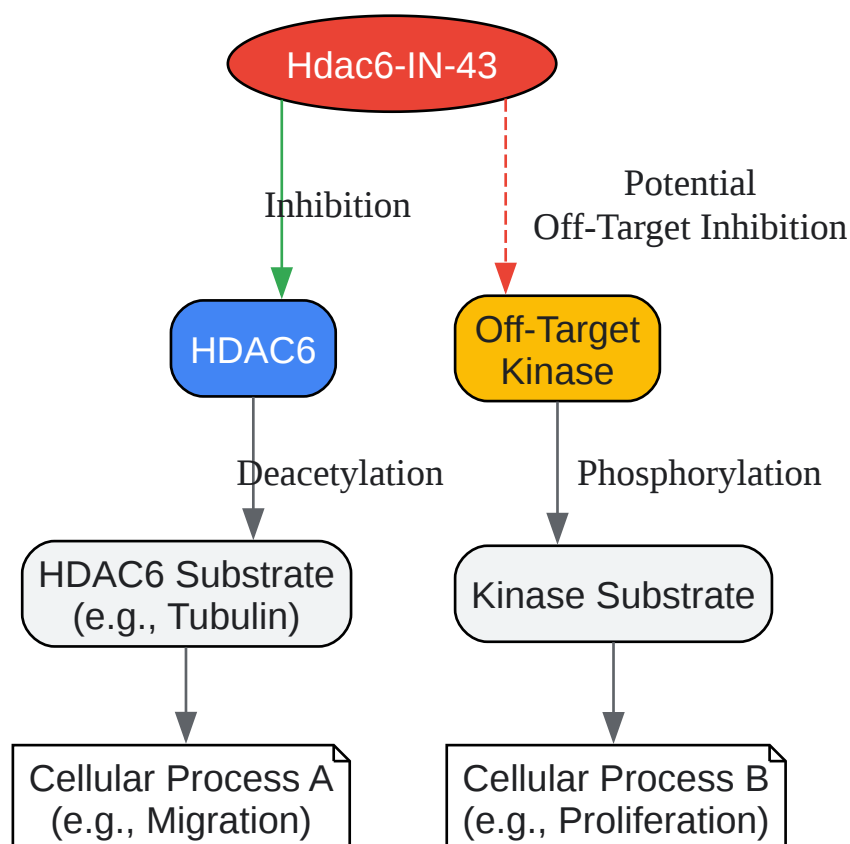 Hdac6-IN-43
Inhibition
Potential
Off-Target Inhibition
HDAC6
Off-Target
Kinase
Deacetylation
Phosphorylation
HDAC6 Substrate
(e.g., Tubulin)
Kinase Substrate
Cellular Process A
(e.g., Migration)
Cellular Process B
(e.g., Proliferation)